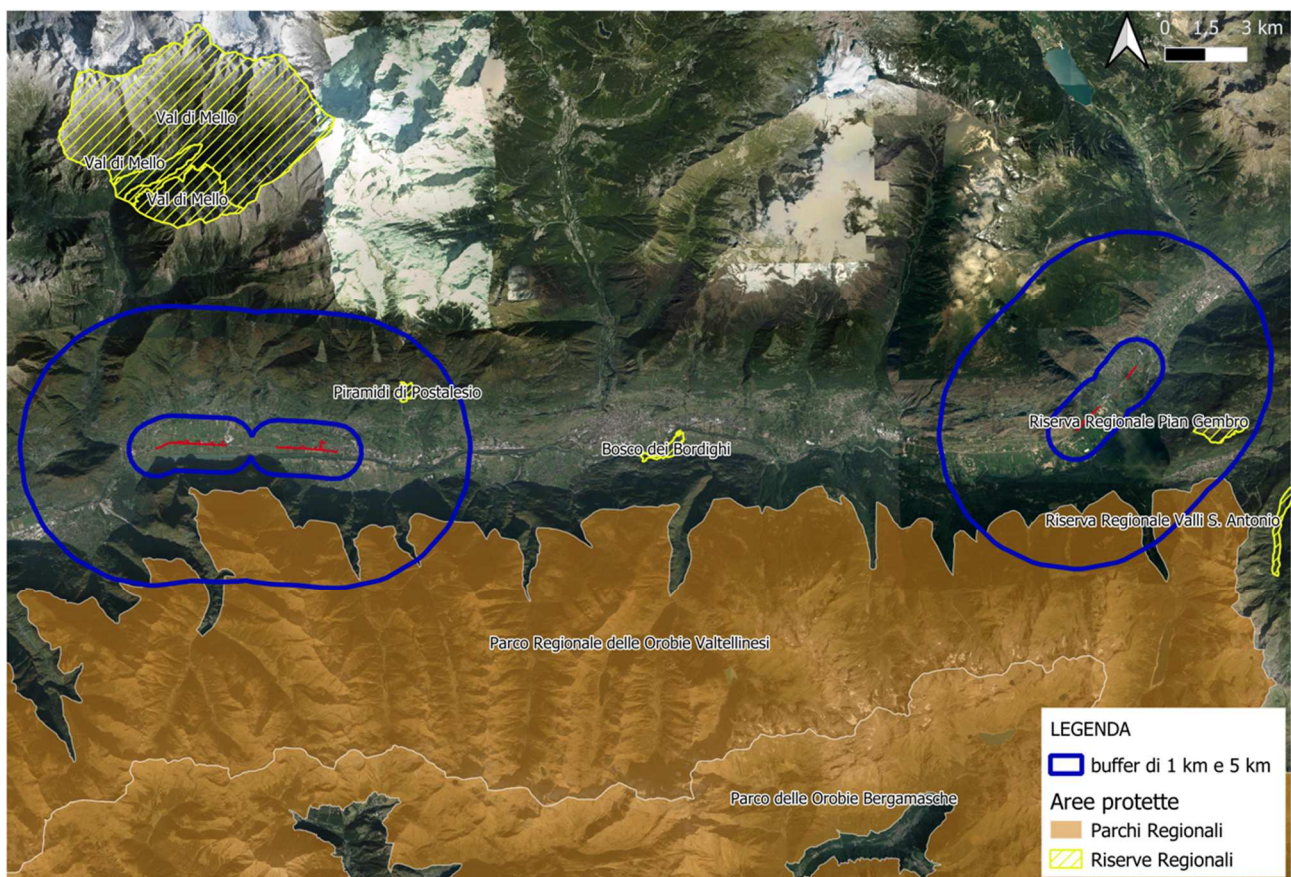 0 1,5 3 km
Val di Mello
Val di Mello
Val di Mello
Piramidi di Postalesio
Riserva Regionale Pian Gembro
Bosco dei Bordighi
Riserva Regionale Valli S. Antonio
Parco Regionale delle Orobie Valtellinesi
Parco delle Orobie Bergamasche
LEGENDA
buffer di 1 km e 5 km
Aree protette
Parchi Regionali
Riserve Regionali